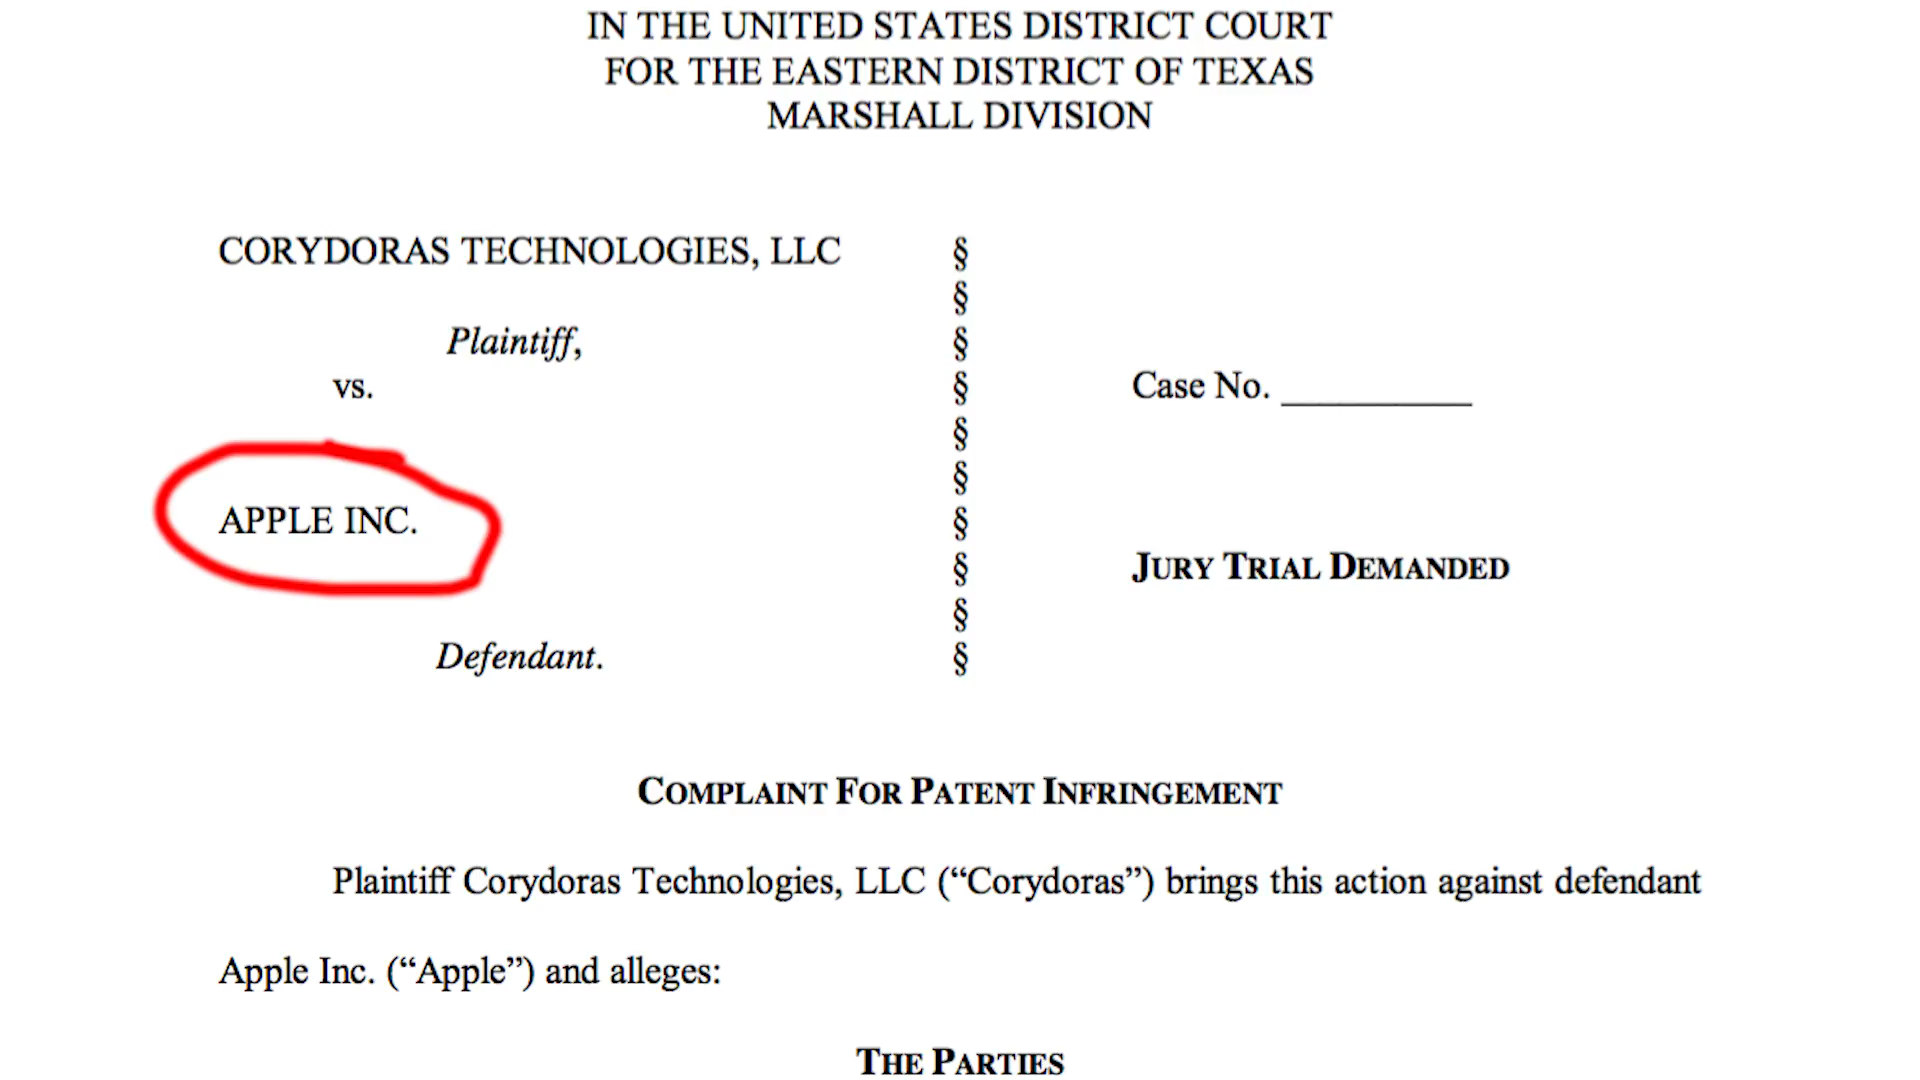 IN THE UNITED STATES DISTRICT COURT
FOR THE EASTERN DISTRICT OF TEXAS
MARSHALL DIVISION
CORYDORAS TECHNOLOGIES, LLC §
§
Plaintiff, §
vs. § Case No. __________
§
§
APPLE INC. §
§ JURY TRIAL DEMANDED
§
Defendant. §
COMPLAINT FOR PATENT INFRINGEMENT
Plaintiff Corydoras Technologies, LLC (“Corydoras”) brings this action against defendant
Apple Inc. (“Apple”) and alleges:
THE PARTIES